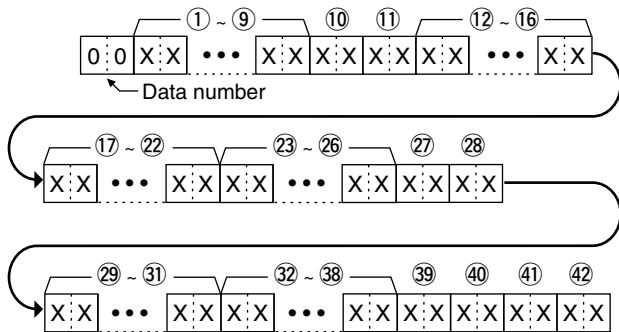 ① ~ ⑨ ⑩ ⑪ ⑫ ~ ⑯
0 0 X X ••• X X X X X X X X ••• X X
Data number
⑰ ~ ㉒ ㉓ ~ ㉖ ㉗ ㉘
X X ••• X X X X ••• X X X X X X
㉙ ~ ㉛ ㉜ ~ ㊳ ㊴ ㊵ ㊶ ㊷
X X ••• X X X X ••• X X X X X X X X X X